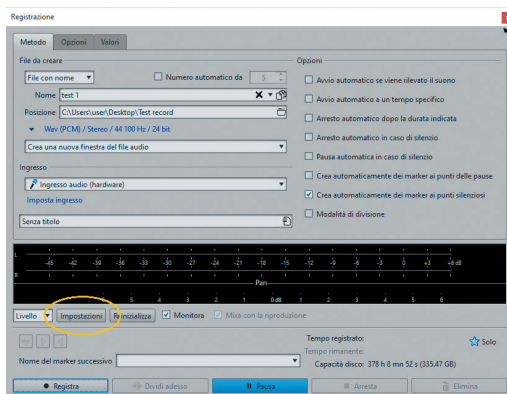 Registrazione
Metodo Opzioni Valori
File da creare
File con nome Numero automatico da 5
Nome test 1
Posizione C:\Users\user\Desktop\Test record
Wav (PCM) / Stereo / 44 100 Hz / 24 bit
Crea una nuova finestra del file audio
Ingresso
Ingresso audio (hardware)
Imposta ingresso
Senza titolo
Opzioni
Avvio automatico se viene rilevato il suono
Avvio automatico a un tempo specifico
Arresto automatico dopo la durata indicata
Arresto automatico in caso di silenzio
Pausa automatica in caso di silenzio
Crea automaticamente dei marker ai punti delle pause
Crea automaticamente dei marker ai punti silenziosi
Modalità di divisione
L
-45 -42 -39 -36 -33 -30 -27 -24 -21 -18 -15 -12 -9 -6 -3 0 +3 +6 dB
R
Pan
6 5 4 3 2 1 0 dB 1 2 3 4 5 6
Livello Impostazioni Reinizializza Monitora Mixa con la riproduzione
Tempo registrato:
Solo
Tempo rimanente:
Nome del marker successivo
Capacità disco: 378 h 8 mn 52 s (335.47 GB)
Registra Dividi adesso Pausa Arresta Elimina